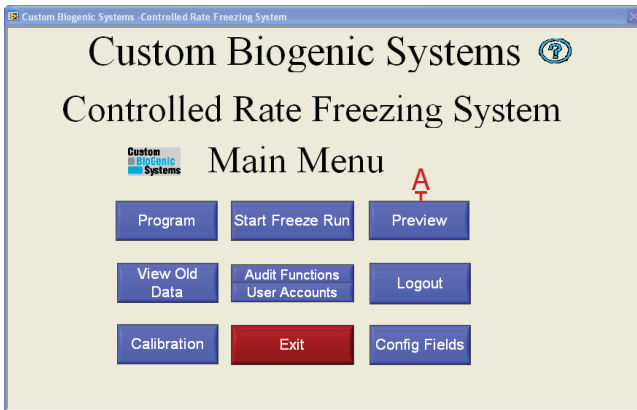 Custom Biogenic Systems -Controlled Rate Freezing System
Custom Biogenic Systems ?
Controlled Rate Freezing System
Custom
BioGenic
Systems
Main Menu
A
Program
Start Freeze Run
Preview
View Old
Data
Audit Functions
User Accounts
Logout
Calibration
Exit
Config Fields